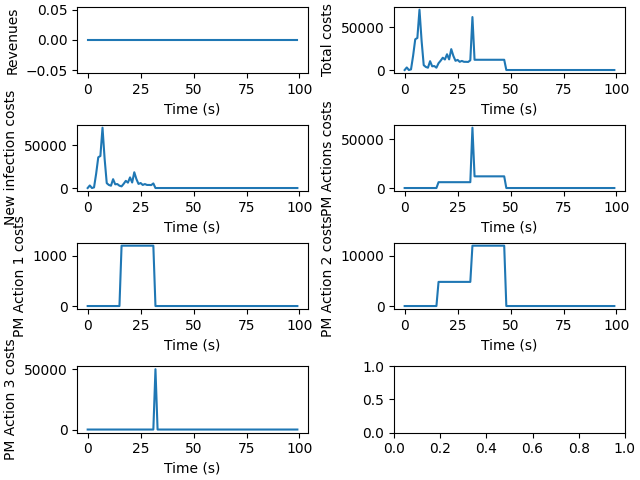 Revenues
0.05
0.00
−0.05
0 25 50 75 100
Time (s)
Total costs
50000
0
0 25 50 75 100
Time (s)
New infection costs
50000
0
0 25 50 75 100
Time (s)
PM Actions costs
50000
0
0 25 50 75 100
Time (s)
PM Action 1 costs
1000
0
0 25 50 75 100
Time (s)
PM Action 2 costs
10000
0
0 25 50 75 100
Time (s)
PM Action 3 costs
50000
0
0 25 50 75 100
Time (s)
1.0
0.5
0.0
0.0 0.2 0.4 0.6 0.8 1.0